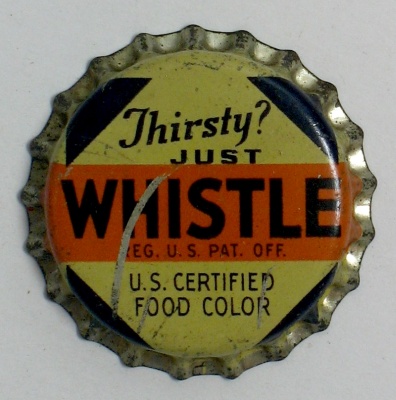 Thirsty?
JUST
WHISTLE
REG. U.S. PAT. OFF.
U.S. CERTIFIED
FOOD COLOR